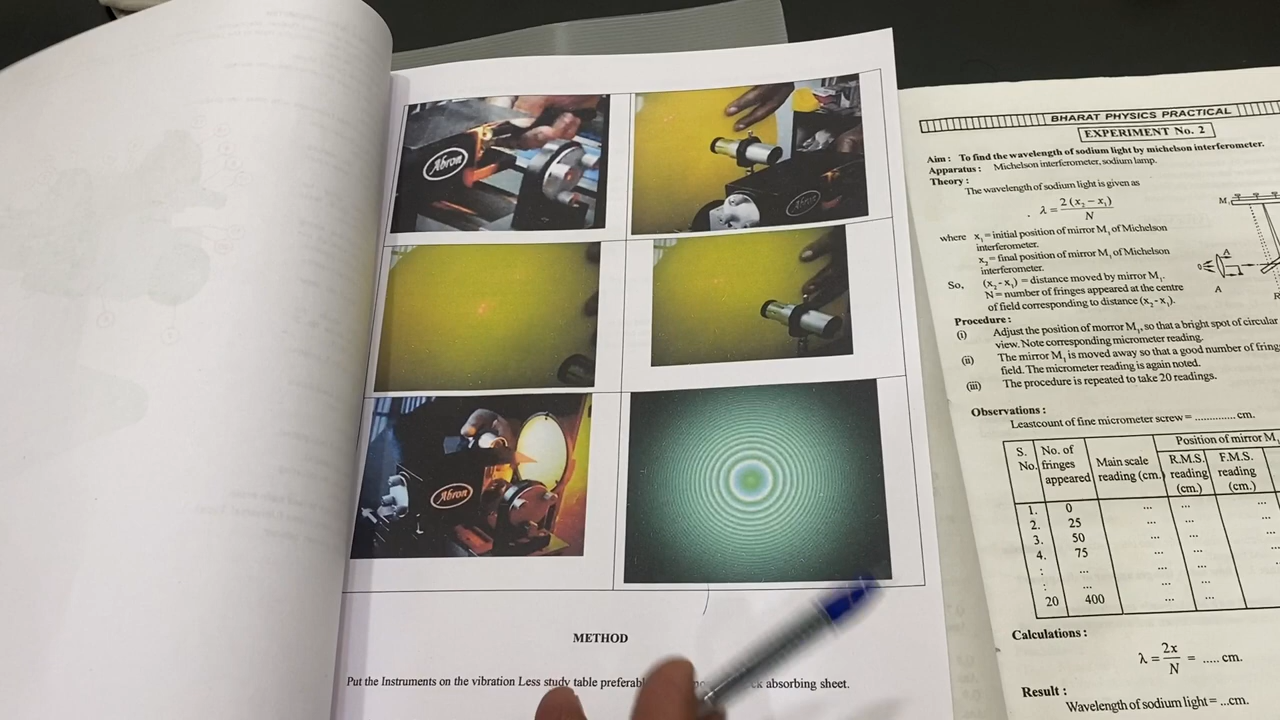 Abron
Abron
Abron
METHOD
Put the Instruments on the vibration Less study table absorbing sheet.
BHARAT PHYSICS PRACTICAL
EXPERIMENT No. 2
Aim : To find the wavelength of sodium light by michelson interferometer.
Apparatus : Michelson interferometer, sodium lamp.
Theory :
The wavelength of sodium light is given as
λ = 2 (x₂ – x₁) / N
where x₁ = initial position of mirror M₁ of Michelson
interferometer.
x₂ = final position of mirror M₁ of Michelson
interferometer.
So, (x₂ - x₁) = distance moved by mirror M₁.
N = number of fringes appeared at the centre
of field corresponding to distance (x₂ - x₁).
M
A
A
Procedure :
(i) Adjust the position of morror M₁, so that a bright spot of circular
view. Note corresponding micrometer reading.
(ii) The mirror M₁ is moved away so that a good number of
field. The micrometer reading is again noted.
(iii) The procedure is repeated to take 20 readings.
Observations :
Leastcount of fine micrometer screw = ............. cm.
S. No. No. of fringes appeared Main scale reading (cm.) Position of mirror M
R.M.S. reading (cm.) F.M.S. reading (cm.)
1. 0 ... ... ...
2. 25 ... ... ...
3. 50 ... ... ...
4. 75 ... ... ...
: ... ... ...
: ... ... ...
20 400 ... ...
Calculations :
λ = 2x / N = ..... cm.
Result :
Wavelength of sodium light = ...cm.